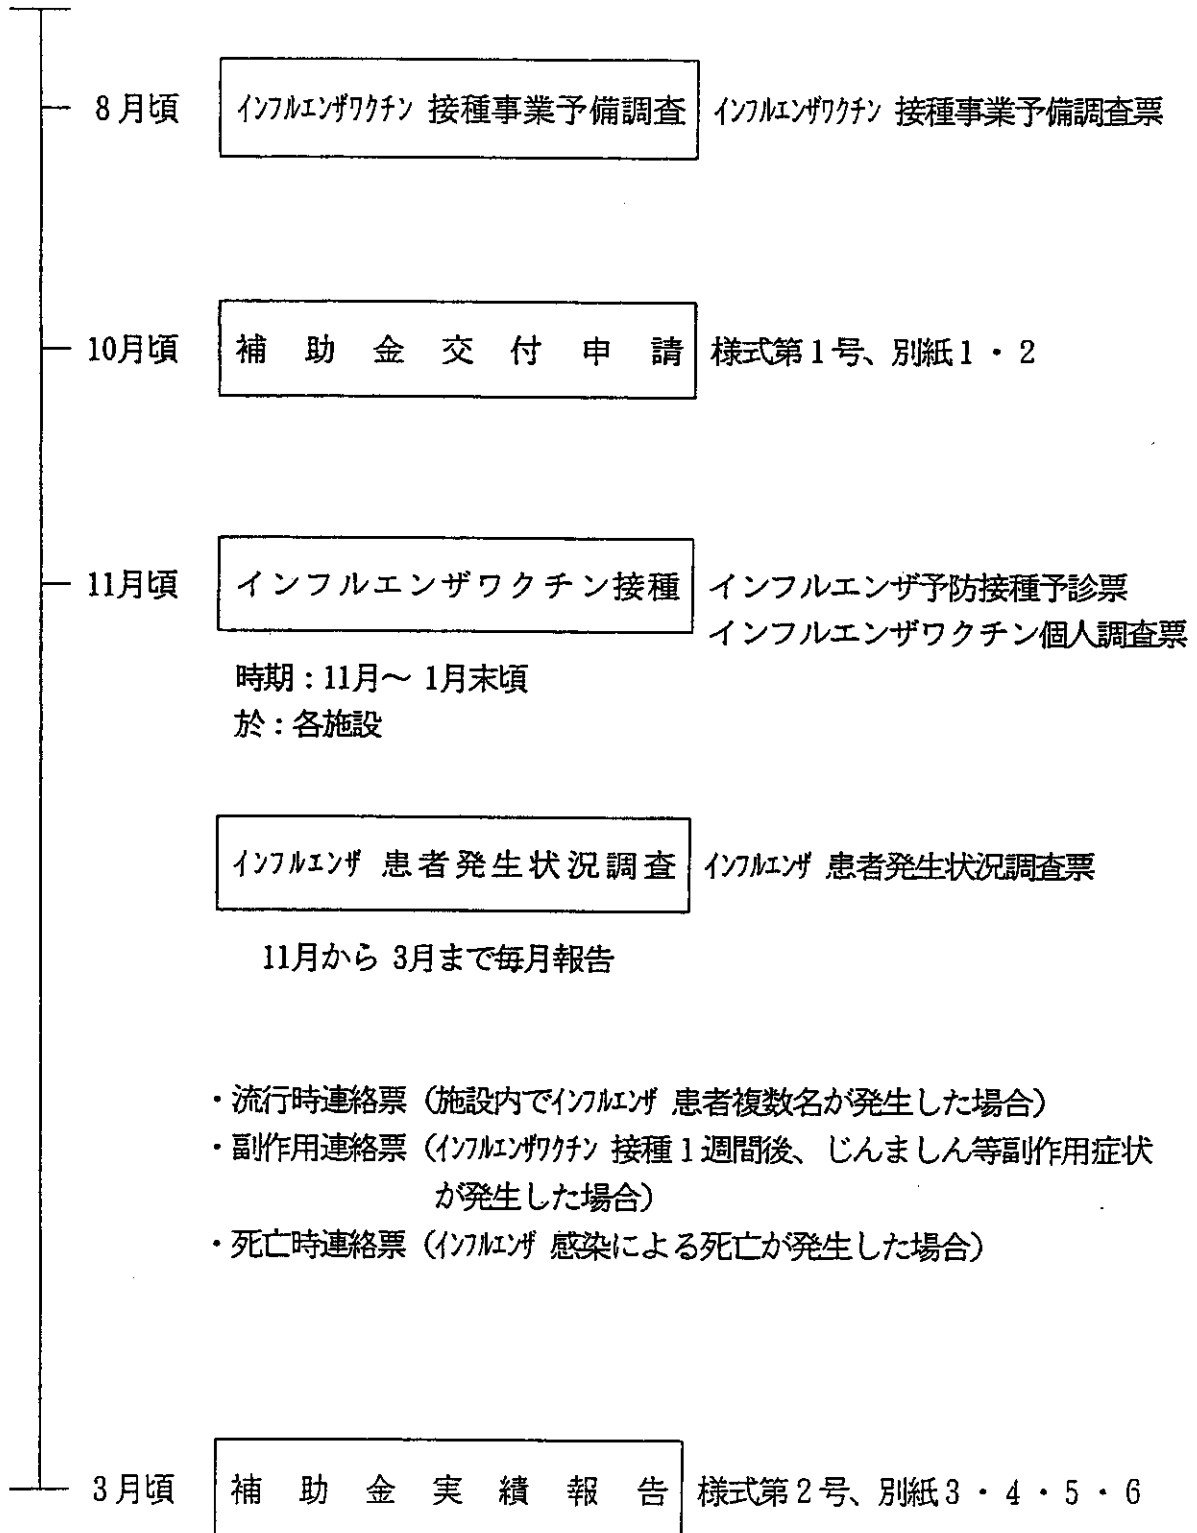 8月頃 インフルエンザワクチン 接種事業予備調査 インフルエンザワクチン 接種事業予備調査票
10月頃 補助金交付申請 様式第1号、別紙1・2
11月頃 インフルエンザワクチン接種 インフルエンザ予防接種予診票
インフルエンザワクチン個人調査票
時期：11月～ 1月末頃
於：各施設
インフルエンザ 患者発生状況調査 インフルエンザ 患者発生状況調査票
11月から 3月まで毎月報告
・流行時連絡票（施設内でインフルエンザ 患者複数名が発生した場合）
・副作用連絡票（インフルエンザワクチン 接種1週間後、じんましん等副作用症状
が発生した場合）
・死亡時連絡票（インフルエンザ 感染による死亡が発生した場合）
3月頃 補助金実績報告 様式第2号、別紙3・4・5・6